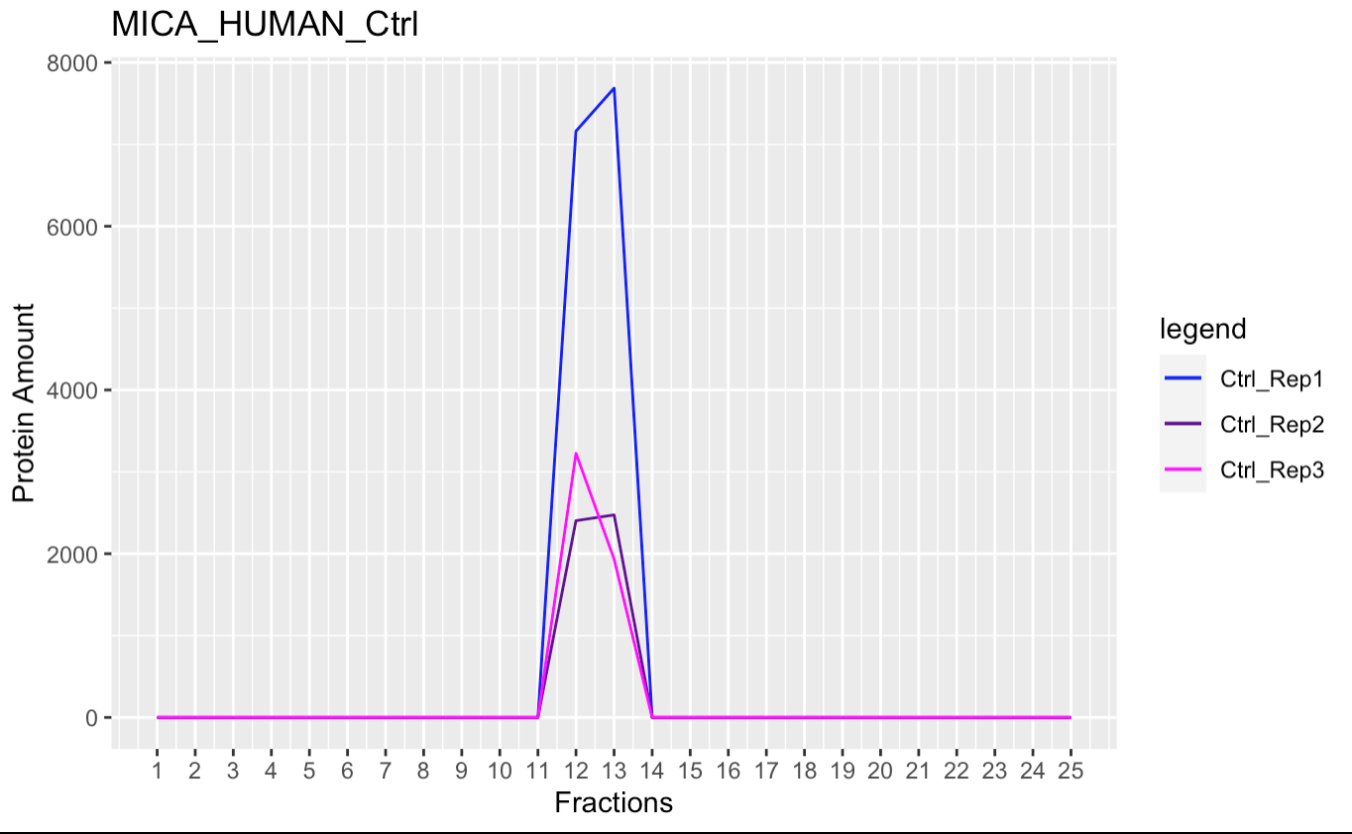 MICA_HUMAN_Ctrl
8000
6000
4000
2000
0
Protein Amount
1 2 3 4 5 6 7 8 9 10 11 12 13 14 15 16 17 18 19 20 21 22 23 24 25
Fractions
legend
Ctrl_Rep1
Ctrl_Rep2
Ctrl_Rep3